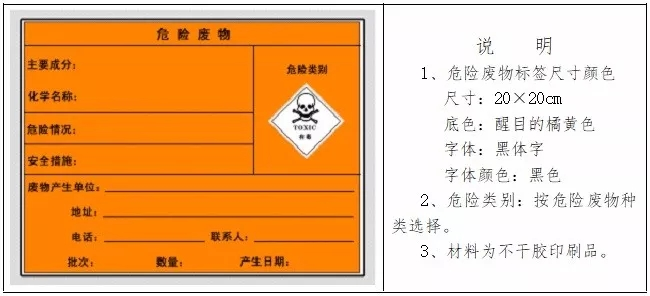 危险废物
主要成分：
化学名称：
危险类别
TOXIC
有毒
危险情况：
安全措施：
废物产生单位：
地址：
电话： 联系人：
批次： 数量： 产生日期：
说 明
1、危险废物标签尺寸颜色
尺寸：20×20cm
底色：醒目的橘黄色
字体：黑体字
字体颜色：黑色
2、危险类别：按危险废物种
类选择。
3、材料为不干胶印刷品。